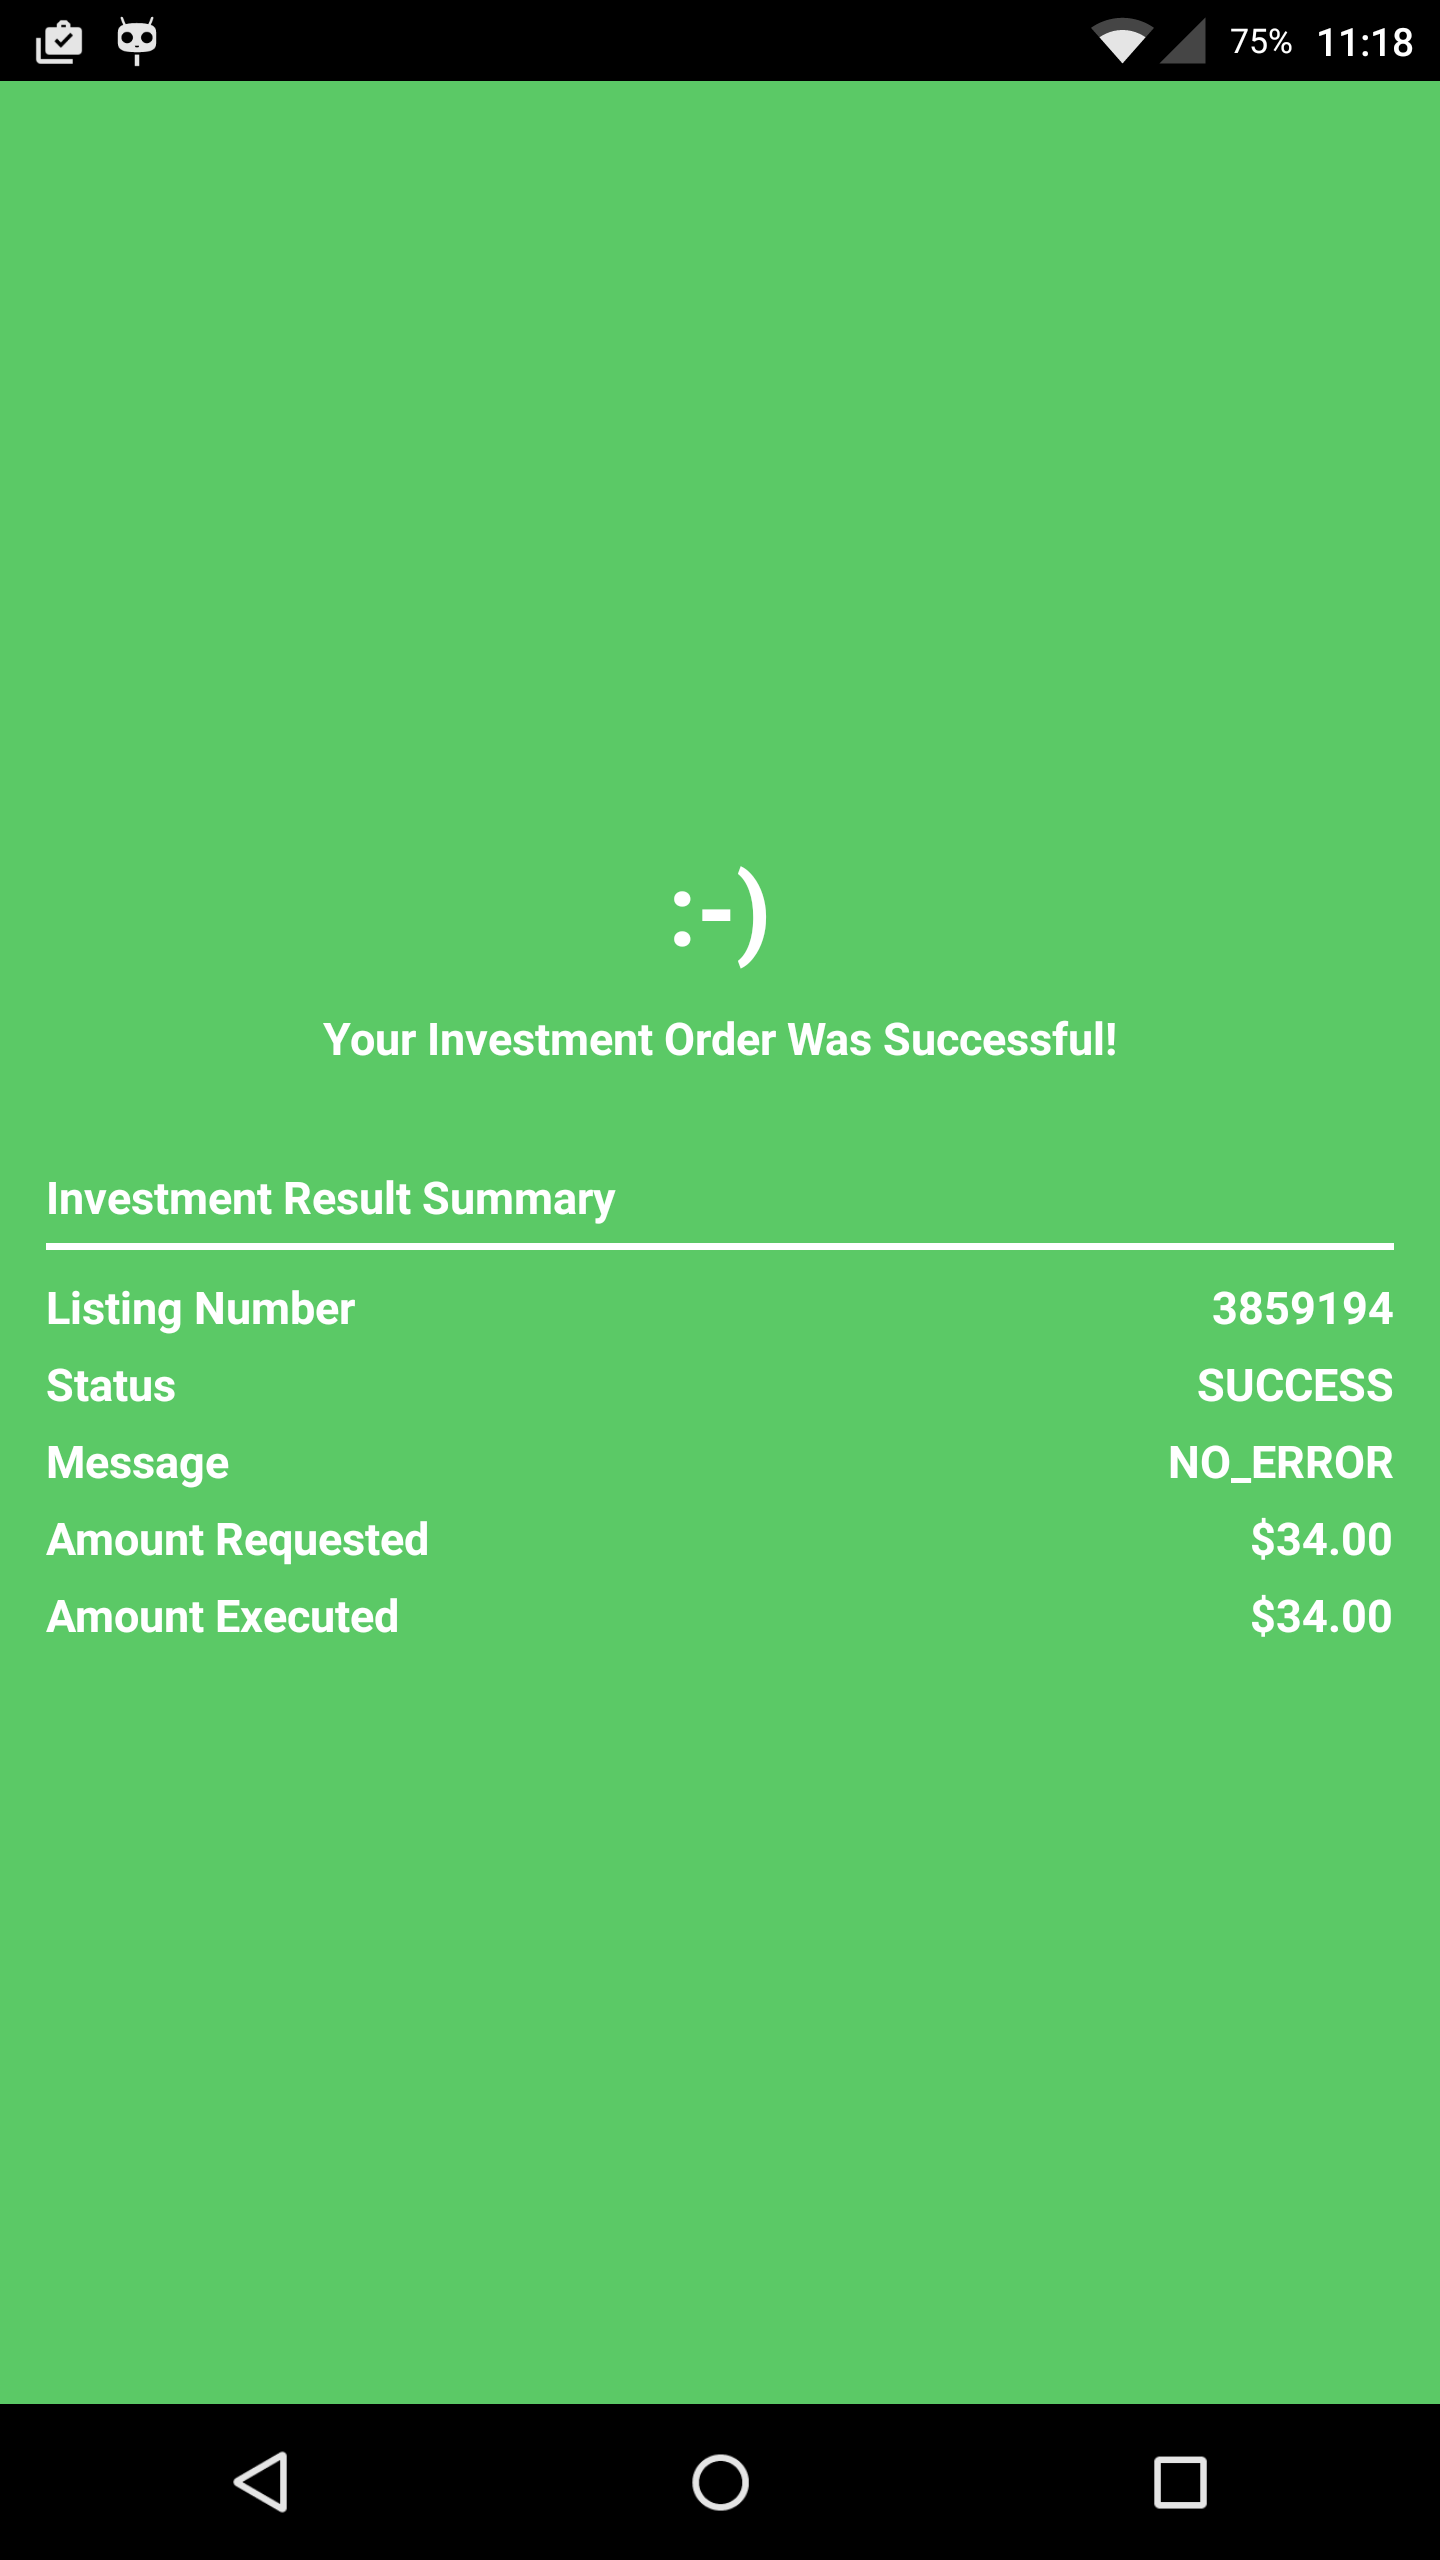 75% 11:18
:-)
Your Investment Order Was Successful!
Investment Result Summary
Listing Number 3859194
Status SUCCESS
Message NO_ERROR
Amount Requested $34.00
Amount Executed $34.00